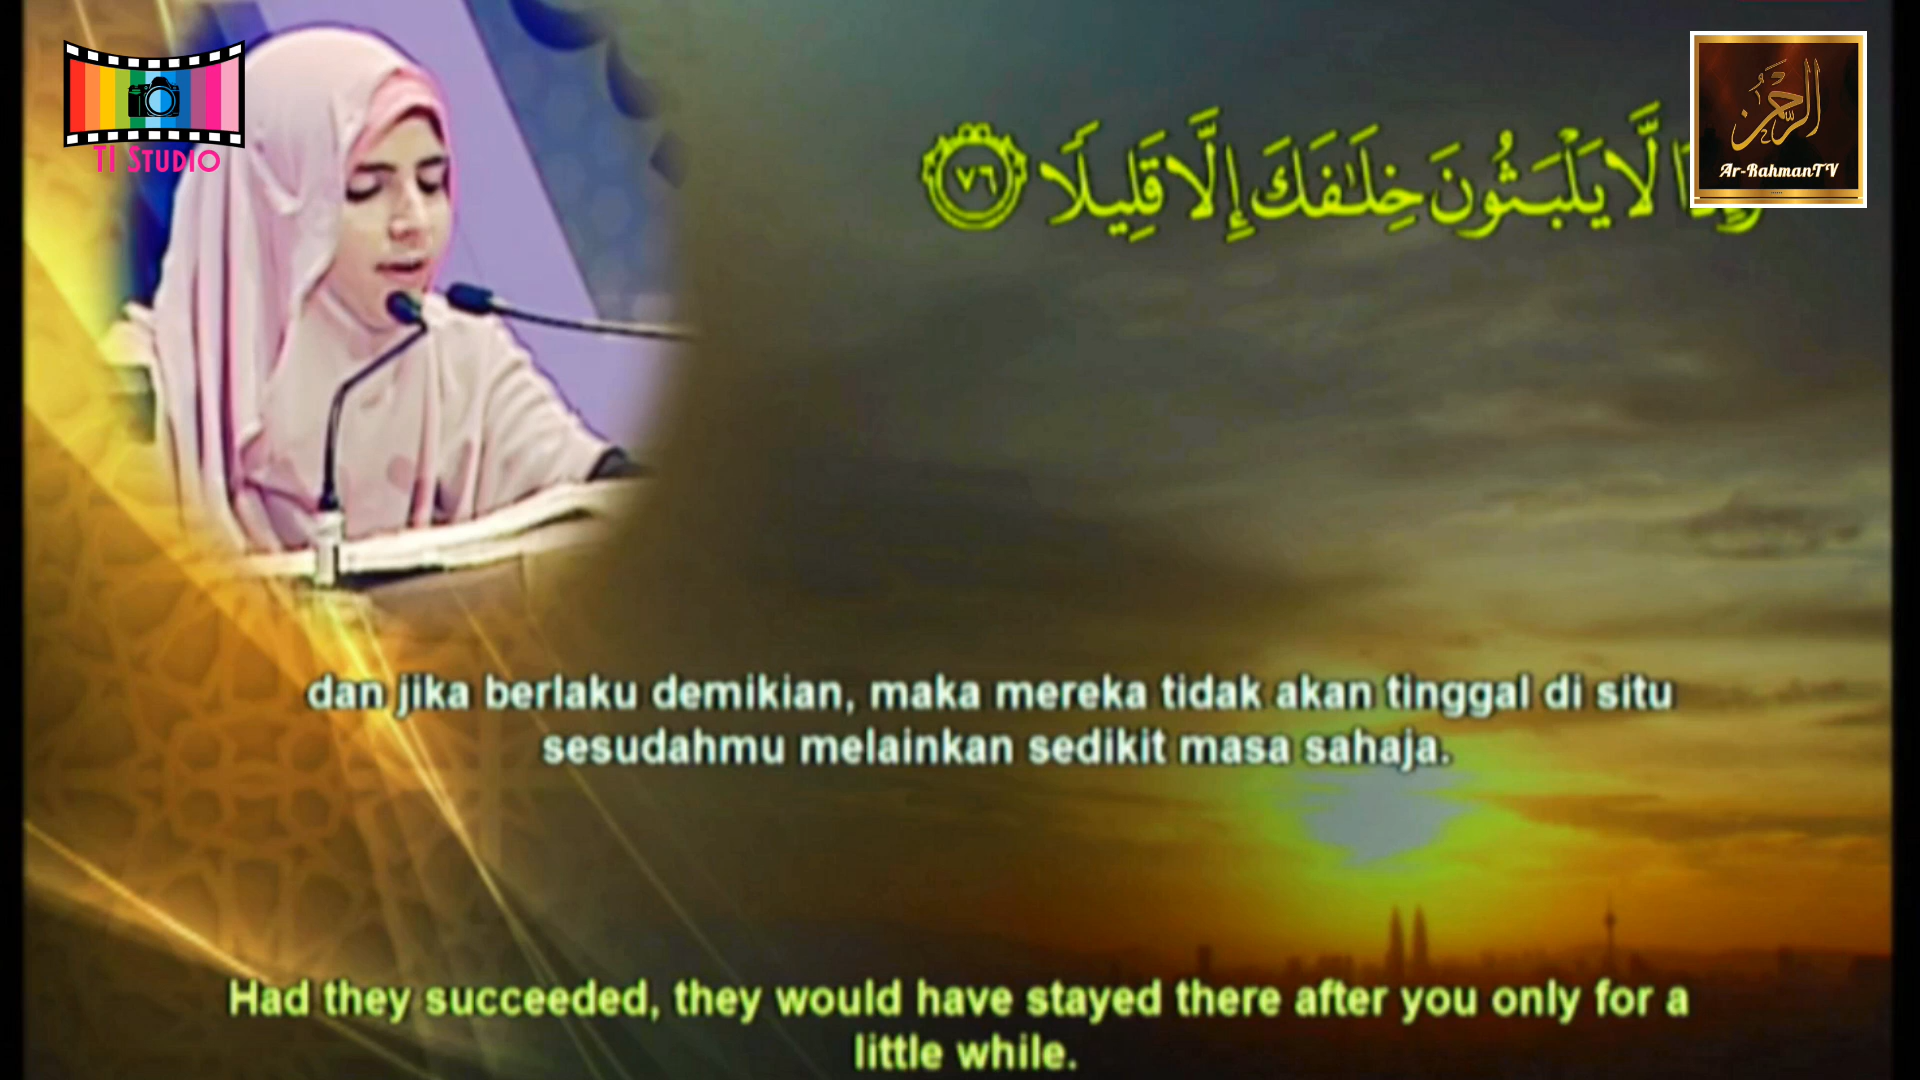 TI STUDIO
الرحمن
Ar-RahmanTV
لَّا يَلْبَثُونَ خِلَٰفَكَ إِلَّا قَلِيلًا ٧٦
dan jika berlaku demikian, maka mereka tidak akan tinggal di situ
sesudahmu melainkan sedikit masa sahaja.
Had they succeeded, they would have stayed there after you only for a
little while.